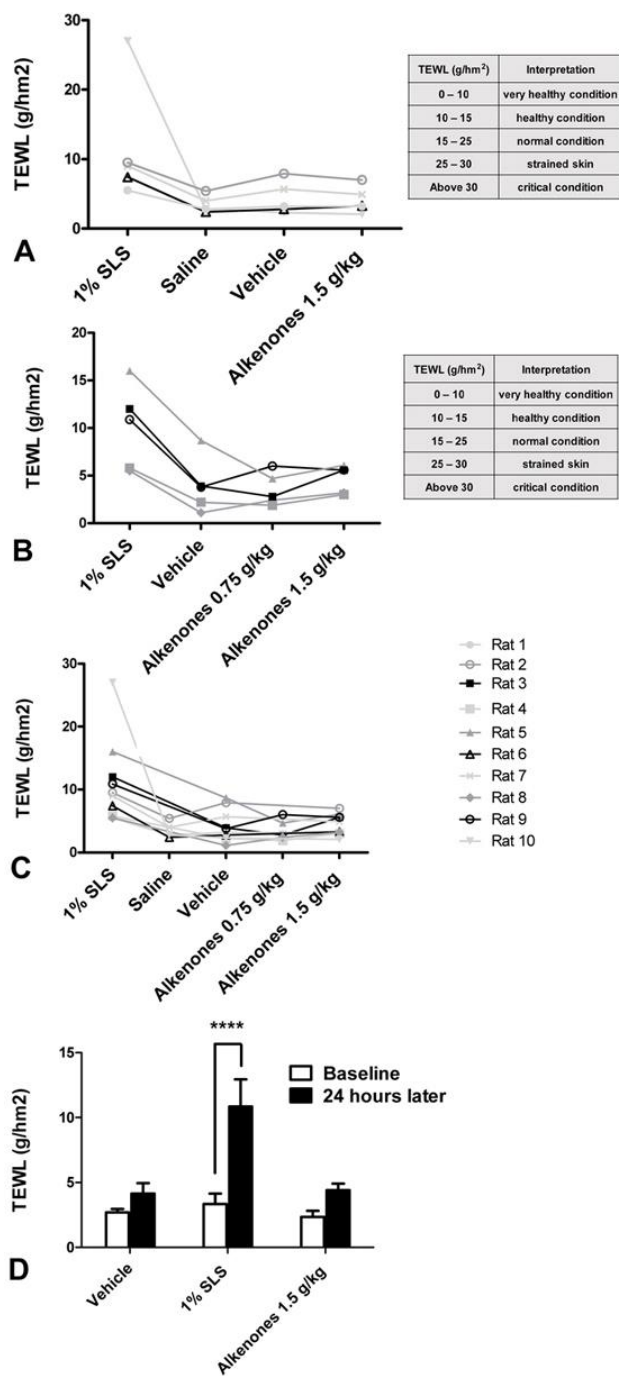 TEWL (g/hm2)
30
20
10
0
1% SLS
Saline
Vehicle
Alkenones 1.5 g/kg
A
TEWL (g/hm²) Interpretation
0 – 10 very healthy condition
10 – 15 healthy condition
15 – 25 normal condition
25 – 30 strained skin
Above 30 critical condition
TEWL (g/hm2)
20
15
10
5
0
1% SLS
Vehicle
Alkenones 0.75 g/kg
Alkenones 1.5 g/kg
B
TEWL (g/hm²) Interpretation
0 – 10 very healthy condition
10 – 15 healthy condition
15 – 25 normal condition
25 – 30 strained skin
Above 30 critical condition
TEWL (g/hm2)
30
20
10
0
1% SLS
Saline
Vehicle
Alkenones 0.75 g/kg
Alkenones 1.5 g/kg
C
Rat 1
Rat 2
Rat 3
Rat 4
Rat 5
Rat 6
Rat 7
Rat 8
Rat 9
Rat 10
TEWL (g/hm2)
15
10
5
0
****
Baseline
24 hours later
Vehicle
1% SLS
Alkenones 1.5 g/kg
D